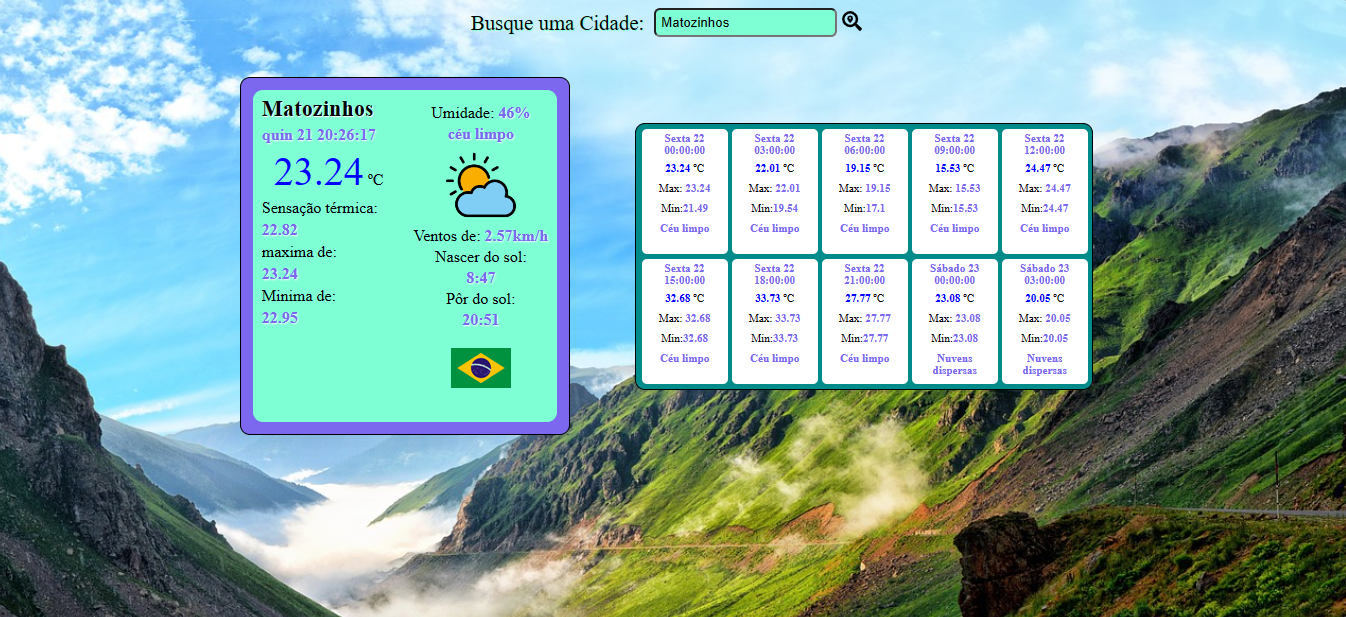 Busque uma Cidade: Matozinhos
Matozinhos
quin 21 20:26:17
23.24 °C
Sensação térmica:
22.82
maxima de:
23.24
Minima de:
22.95
Umidade: 46%
céu limpo
Ventos de: 2.57km/h
Nascer do sol:
8:47
Pôr do sol:
20:51
Sexta 22
00:00:00
23.24 °C
Max: 23.24
Min:21.49
Céu limpo
Sexta 22
03:00:00
22.01 °C
Max: 22.01
Min:19.54
Céu limpo
Sexta 22
06:00:00
19.15 °C
Max: 19.15
Min:17.1
Céu limpo
Sexta 22
09:00:00
15.53 °C
Max: 15.53
Min:15.53
Céu limpo
Sexta 22
12:00:00
24.47 °C
Max: 24.47
Min:24.47
Céu limpo
Sexta 22
15:00:00
32.68 °C
Max: 32.68
Min:32.68
Céu limpo
Sexta 22
18:00:00
33.73 °C
Max: 33.73
Min:33.73
Céu limpo
Sexta 22
21:00:00
27.77 °C
Max: 27.77
Min:27.77
Céu limpo
Sábado 23
00:00:00
23.08 °C
Max: 23.08
Min:23.08
Nuvens
dispersas
Sábado 23
03:00:00
20.05 °C
Max: 20.05
Min:20.05
Nuvens
dispersas